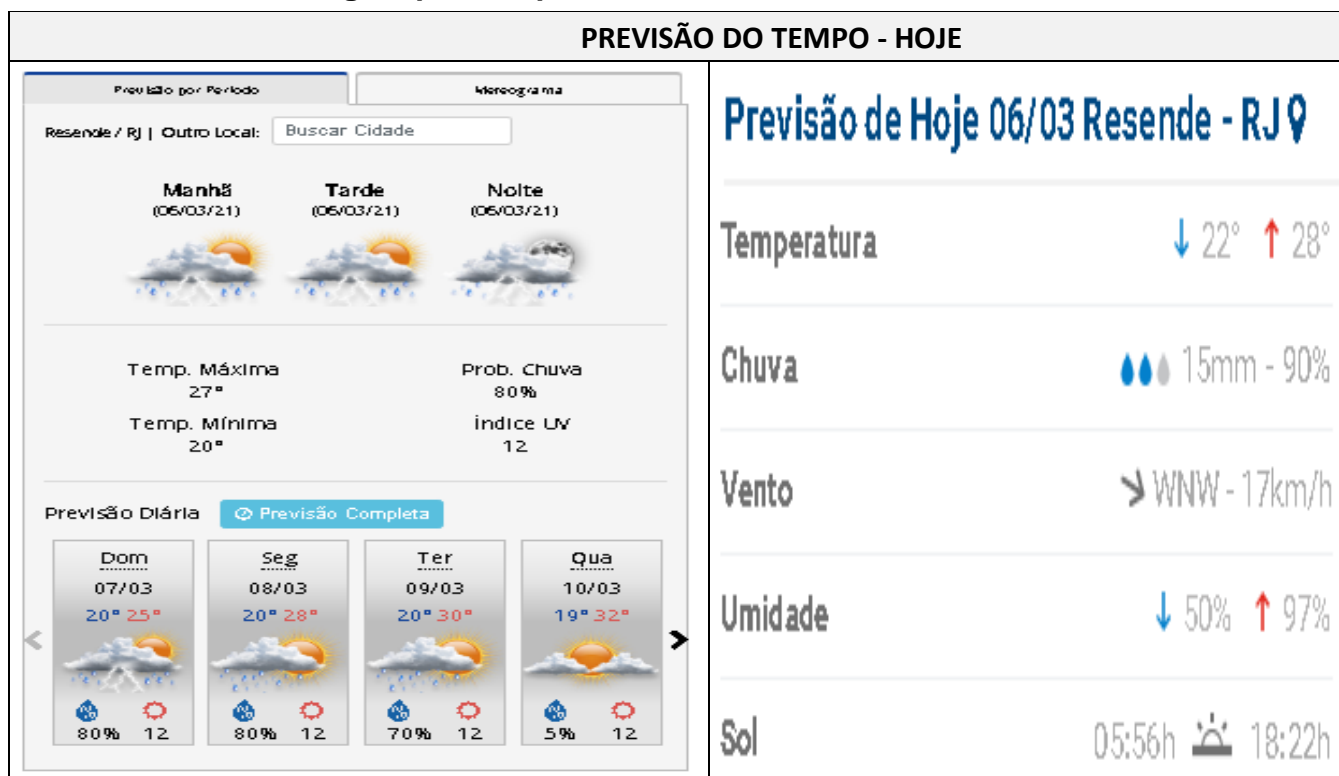 PREVISÃO DO TEMPO - HOJE
Previsão por Período
Meteograma
Resende / RJ | Outro Local: Buscar Cidade
Manhã Tarde Noite
(06/03/21) (06/03/21) (06/03/21)
Temp. Máxima Prob. Chuva
27° 80%
Temp. Mínima Índice UV
20° 12
Previsão Diária Previsão Completa
Dom Seg Ter Qua
07/03 08/03 09/03 10/03
20° 25° 20° 28° 20° 30° 19° 32°
80% 12 80% 12 70% 12 5% 12
Previsão de Hoje 06/03 Resende - RJ
Temperatura 22° 28°
Chuva 15mm - 90%
Vento WNW - 17km/h
Umidade 50% 97%
Sol 05:56h 18:22h